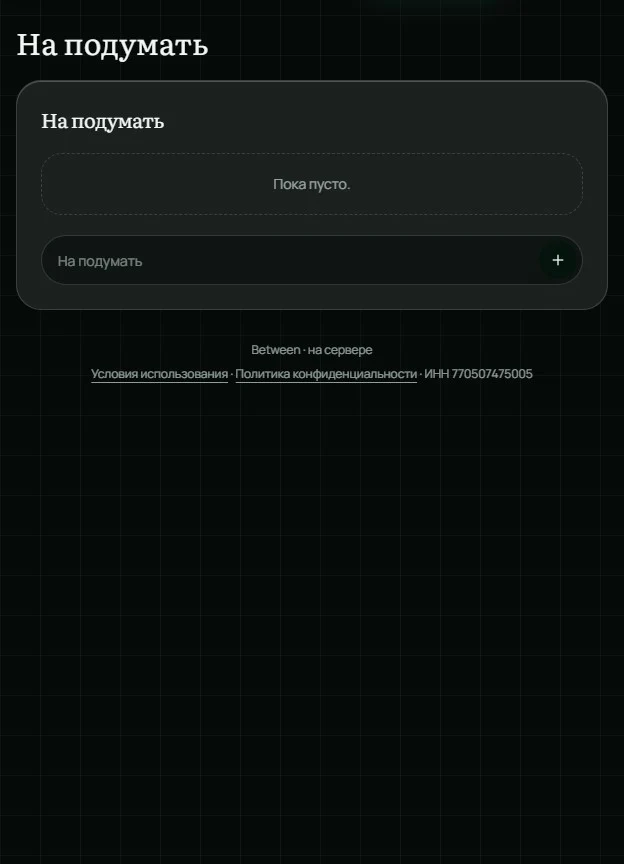 На подумать
На подумать
Пока пусто.
На подумать +
Between · на сервере
Условия использования · Политика конфиденциальности · ИНН 770507475005